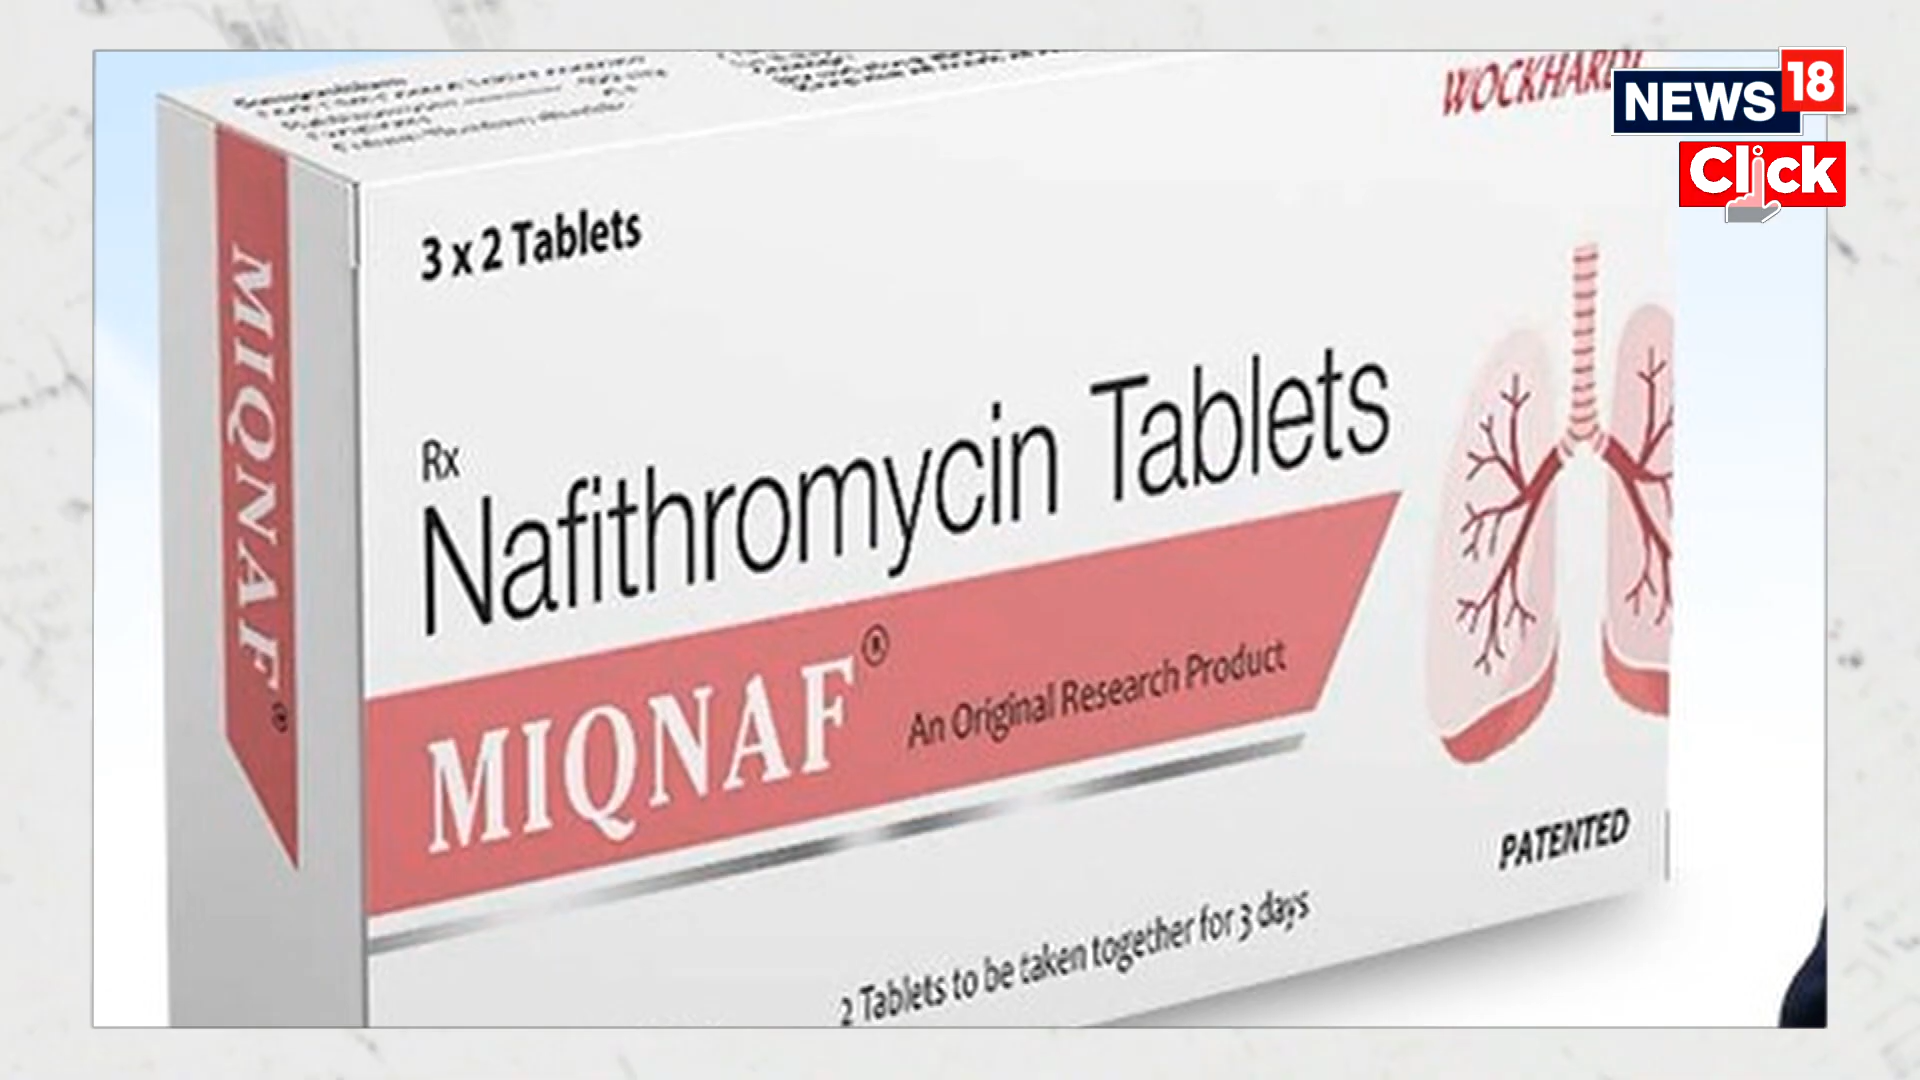 WOCKHARDT
NEWS 18
Click
3 x 2 Tablets
Rx
Nafithromycin Tablets
MIQNAF®
An Original Research Product
MIQNAF®
PATENTED
2 Tablets to be taken together for 3 days